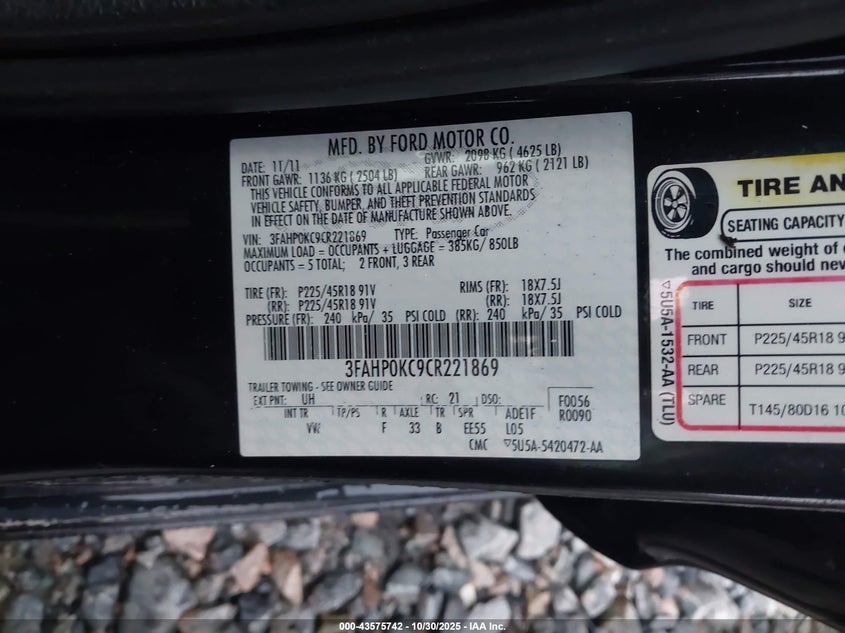 MFD. BY FORD MOTOR CO.
DATE: 11/11 GVWR: 2098 KG ( 4625 LB)
FRONT GAWR: 1136 KG ( 2504 LB) REAR GAWR: 962 KG ( 2121 LB)
THIS VEHICLE CONFORMS TO ALL APPLICABLE FEDERAL MOTOR
VEHICLE SAFETY, BUMPER, AND THEFT PREVENTION STANDARDS
IN EFFECT ON THE DATE OF MANUFACTURE SHOWN ABOVE.
VIN: 3FAHP0KC9CR221869 TYPE: Passenger Car
MAXIMUM LOAD = OCCUPANTS + LUGGAGE = 385KG/ 850LB
OCCUPANTS = 5 TOTAL; 2 FRONT, 3 REAR
TIRE (FR): P225/45R18 91V RIMS (FR): 18X7.5J
(RR): P225/45R18 91V (RR): 18X7.5J
PRESSURE (FR): 240 kPa/ 35 PSI COLD (RR): 240 kPa/ 35 PSI COLD
3FAHP0KC9CR221869
TRAILER TOWING - SEE OWNER GUIDE
EXT PNT: UH RC: 21 DSO: F0056
INT TR TP/PS R AXLE TR SPR ADE1F R0090
VW F 33 B EE55 L05
CMC ▽5U5A-5420472-AA
TIRE AN
SEATING CAPACITY
The combined weight of
and cargo should nev
▽5U5A-1532-AA (TLU)
TIRE SIZE
FRONT P225/45R18 9
REAR P225/45R18 9
SPARE T145/80D16 10
000-43575742 - 10/30/2025 - IAA Inc.